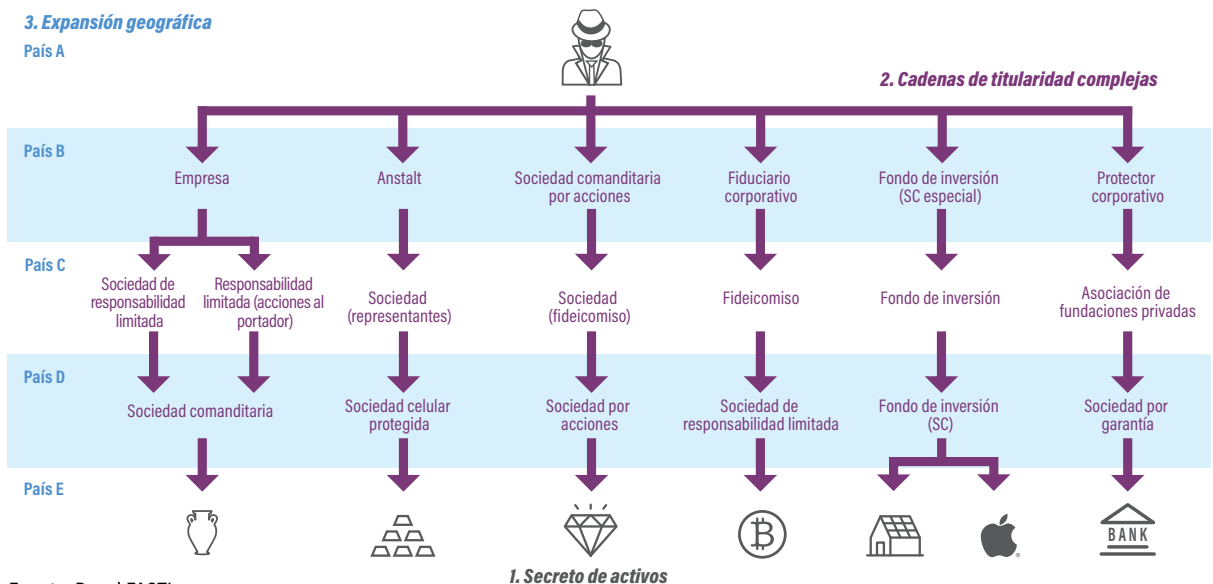 3. Expansión geográfica
País A
2. Cadenas de titularidad complejas
País B
Empresa
Anstalt
Sociedad comanditaria
por acciones
Fiduciario
corporativo
Fondo de inversión
(SC especial)
Protector
corporativo
País C
Sociedad de
responsabilidad
limitada
Responsabilidad
limitada (acciones al
portador)
Sociedad
(representantes)
Sociedad
(fideicomiso)
Fideicomiso
Fondo de inversión
Asociación de
fundaciones privadas
País D
Sociedad comanditaria
Sociedad celular
protegida
Sociedad por
acciones
Sociedad de
responsabilidad limitada
Fondo de inversión
(SC)
Sociedad por
garantía
País E
BANK
1. Secreto de activos